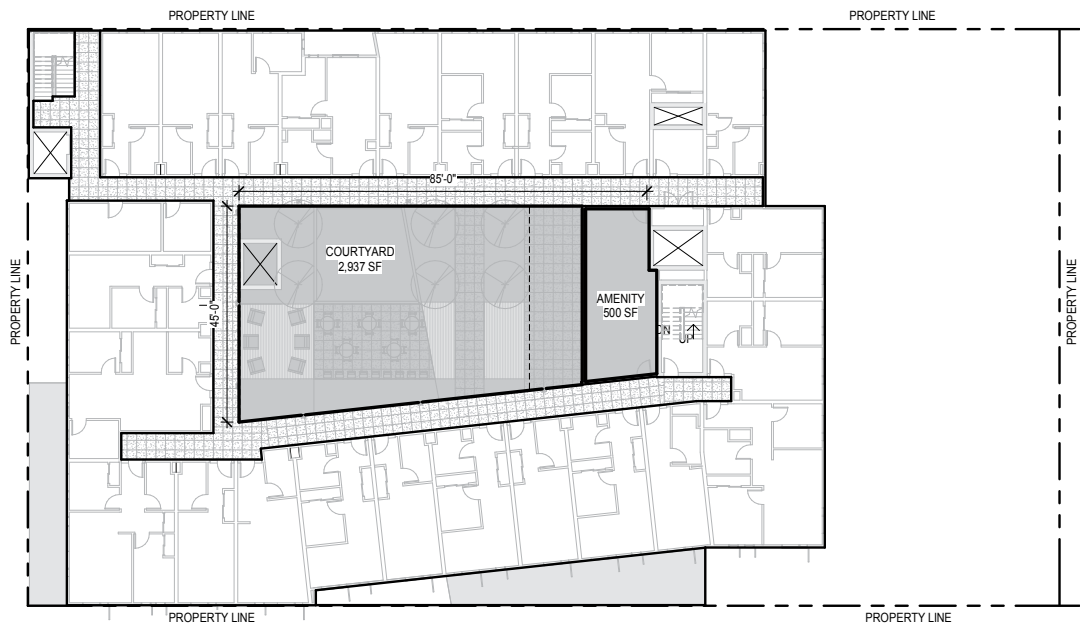 PROPERTY LINE
PROPERTY LINE
85'-0"
COURTYARD
2,937 SF
PROPERTY LINE
45'-0"
AMENITY
500 SF
UP
PROPERTY LINE
PROPERTY LINE
PROPERTY LINE